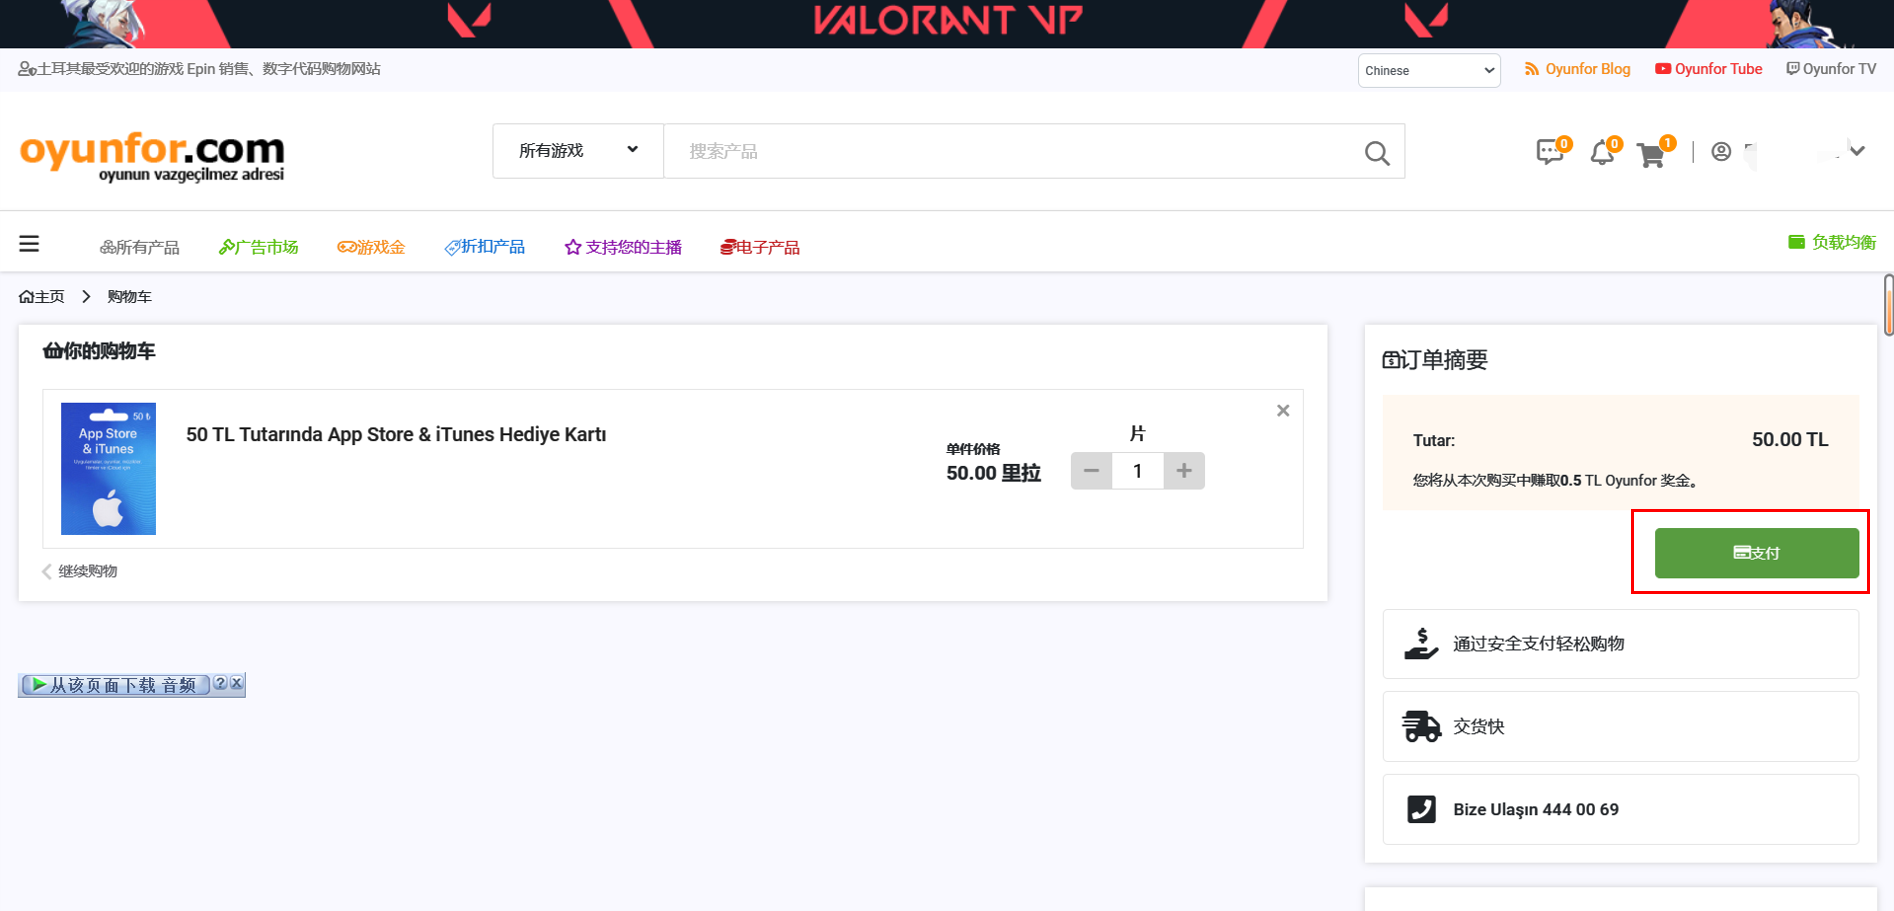 VALORANT VP
土耳其最受欢迎的游戏 Epin 销售、数字代码购物网站
Chinese
Oyunfor Blog
Oyunfor Tube
Oyunfor TV
oyunfor.com
oyunun vazgeçilmez adresi
所有游戏
搜索产品
0
0
1
所有产品
广告市场
游戏金
折扣产品
支持您的主播
电子产品
负载均衡
主页
购物车
你的购物车
50 ₺
App Store
& iTunes
50 TL Tutarında App Store & iTunes Hediye Kartı
单件价格
50.00 里拉
片
1
继续购物
从该页面下载 音频
?
订单摘要
Tutar:
50.00 TL
您将从本次购买中赚取0.5 TL Oyunfor 奖金。
支付
通过安全支付轻松购物
交货快
Bize Ulaşın 444 00 69